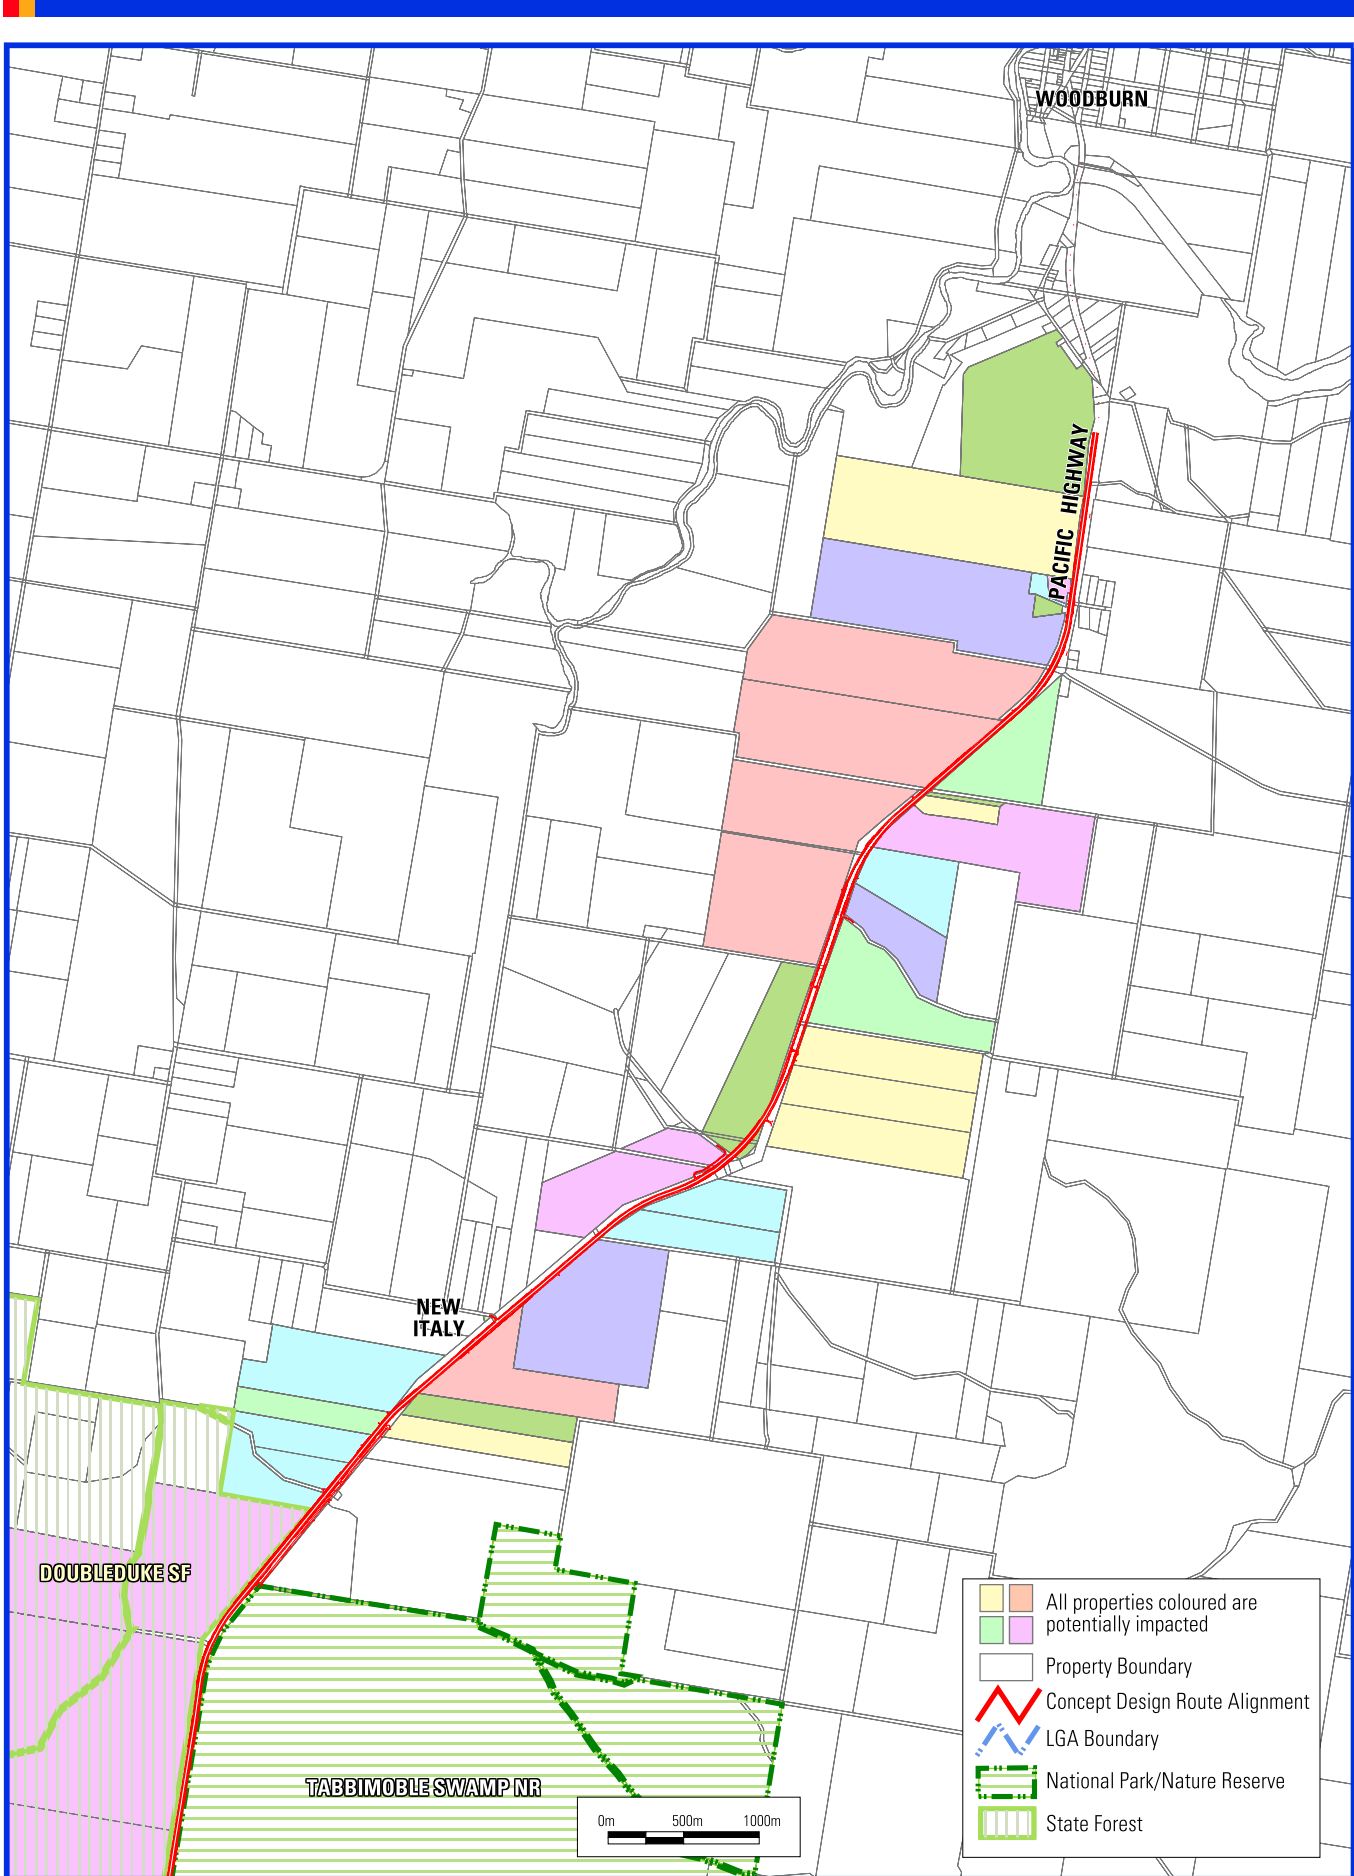 WOODBURN
PACIFIC HIGHWAY
NEW
ITALY
DOUBLEDUKE SF
TABBIMOBLE SWAMP NR
0m 500m 1000m
All properties coloured are
potentially impacted
Property Boundary
Concept Design Route Alignment
LGA Boundary
National Park/Nature Reserve
State Forest